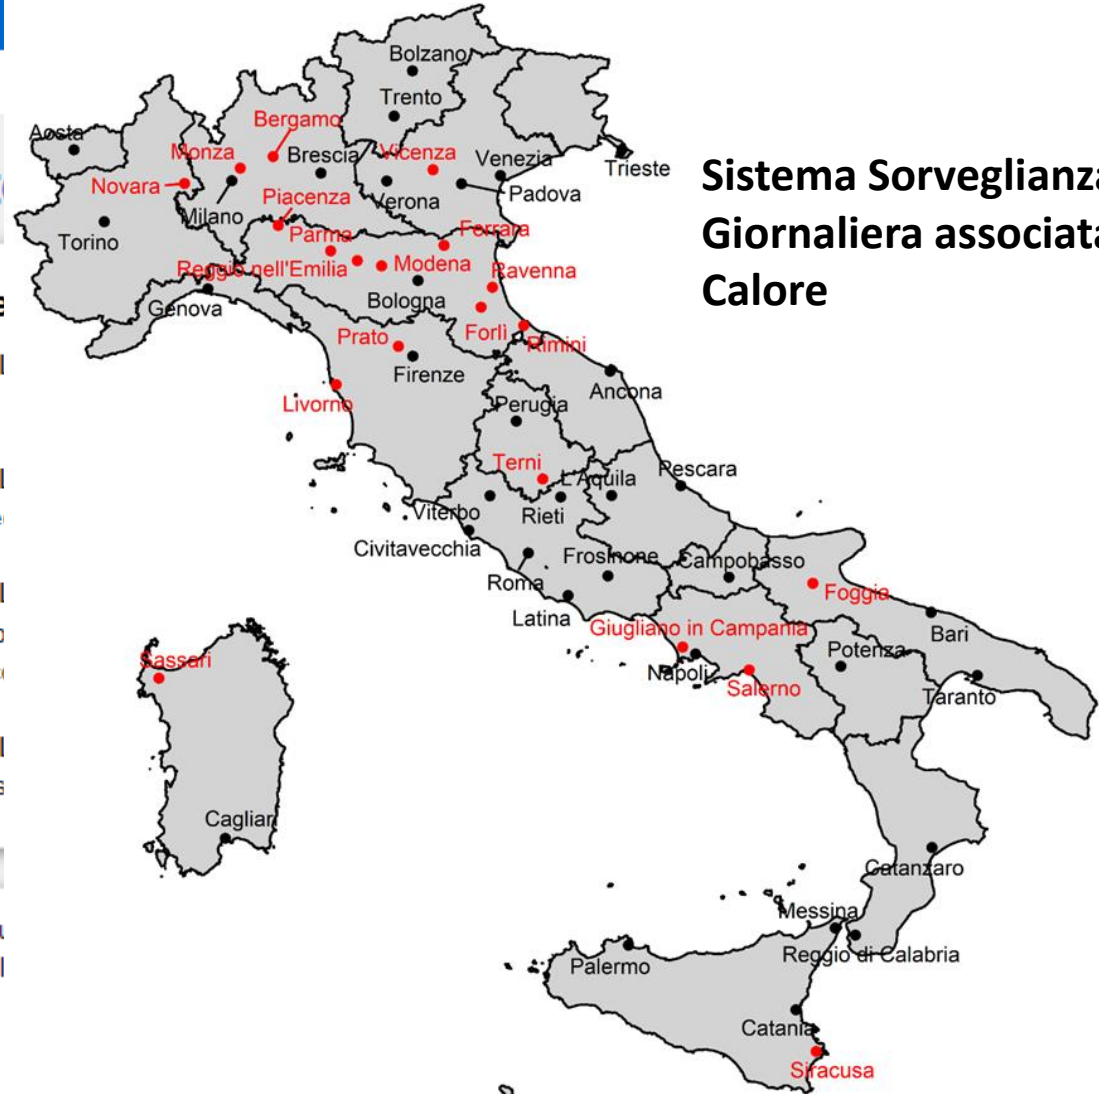 Bolzano
Trento
Bergamo
Aosta
Monza
Brescia
Vicenza
Venezia
Trieste
Novara
Piacenza
Verona
Padova
Milano
Torino
Parma
Ferrara
Reggio nell'Emilia
Modena
Ravenna
Genova
Bologna
Forlì
Rimini
Prato
Firenze
Livorno
Ancona
Perugia
Terni
L'Aquila
Pescara
Viterbo
Rieti
Civitavecchia
Frosinone
Campobasso
Roma
Latina
Foggia
Giugliano in Campania
Bari
Napoli
Potenza
Salerno
Taranto
Sassari
Cagliari
Catanzaro
Messina
Reggio di Calabria
Palermo
Catania
Siracusa
Sistema Sorveglianza
Giornaliera associata
Calore